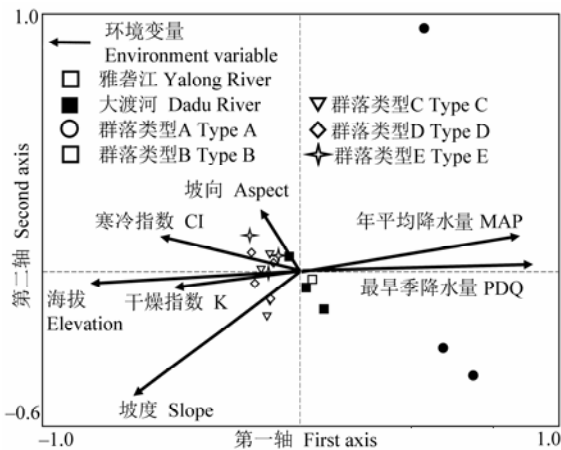 1.0
环境变量
Environment variable
雅砻江 Yalong River
大渡河 Dadu River
群落类型A Type A
群落类型B Type B
群落类型C Type C
群落类型D Type D
群落类型E Type E
坡向 Aspect
寒冷指数 CI
年平均降水量 MAP
最旱季降水量 PDQ
海拔
Elevation
干燥指数 K
坡度 Slope
第二轴 Second axis
–0.6
–1.0
第一轴 First axis
1.0